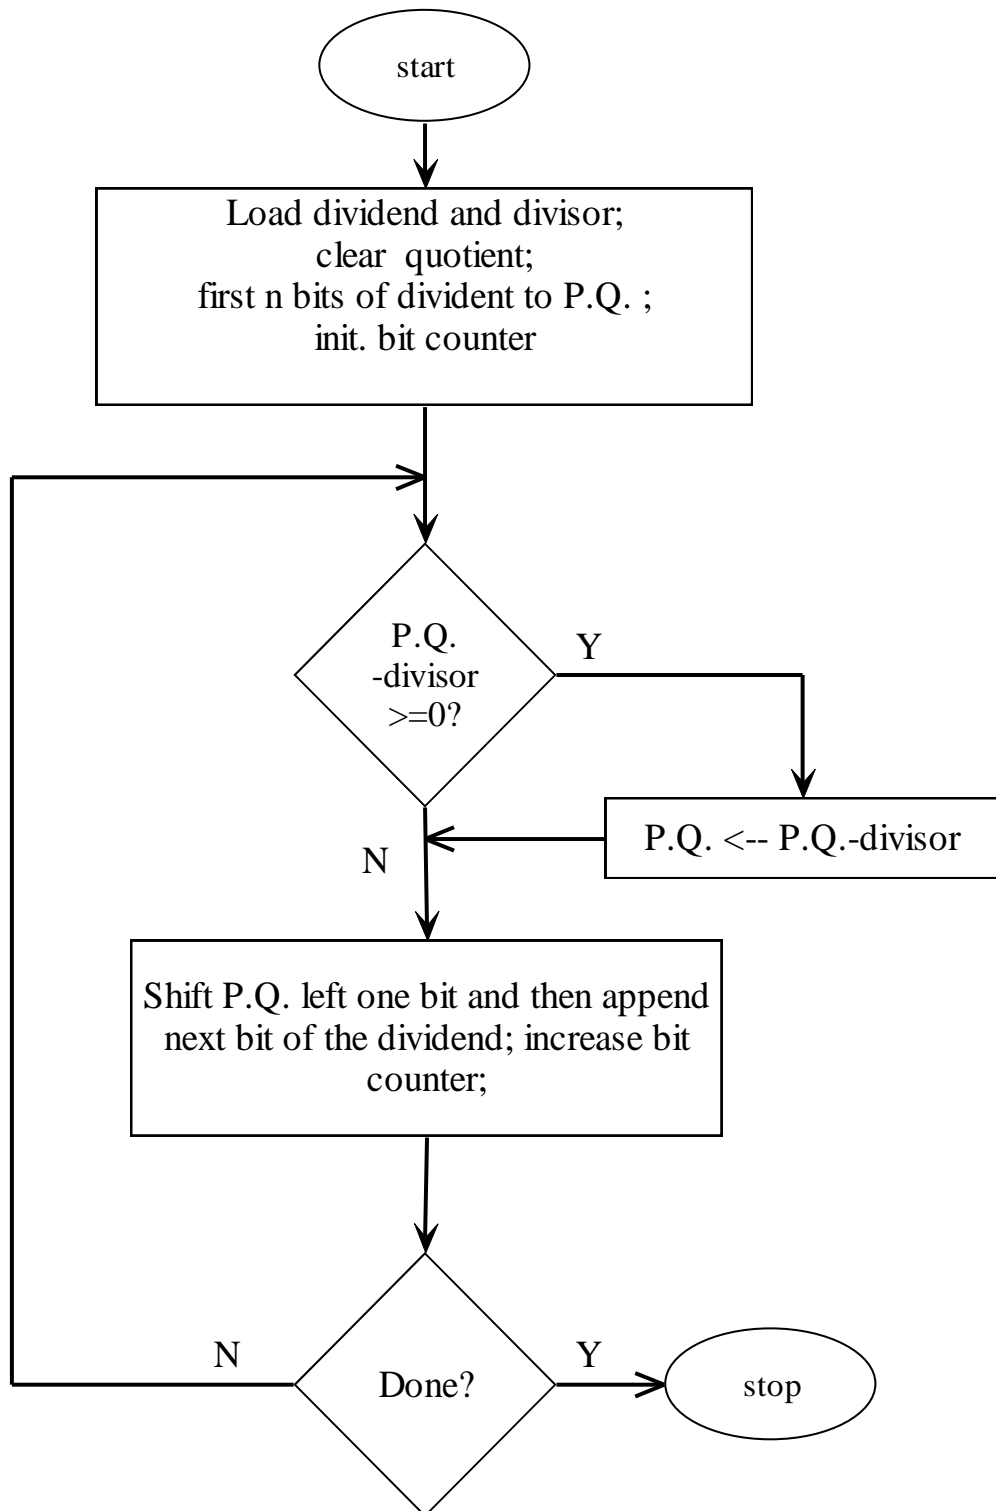 start
Load dividend and divisor;
clear quotient;
first n bits of divident to P.Q. ;
init. bit counter
P.Q.
-divisor
>=0?
Y
P.Q. <-- P.Q.-divisor
N
Shift P.Q. left one bit and then append
next bit of the dividend; increase bit
counter;
N
Done?
Y
stop